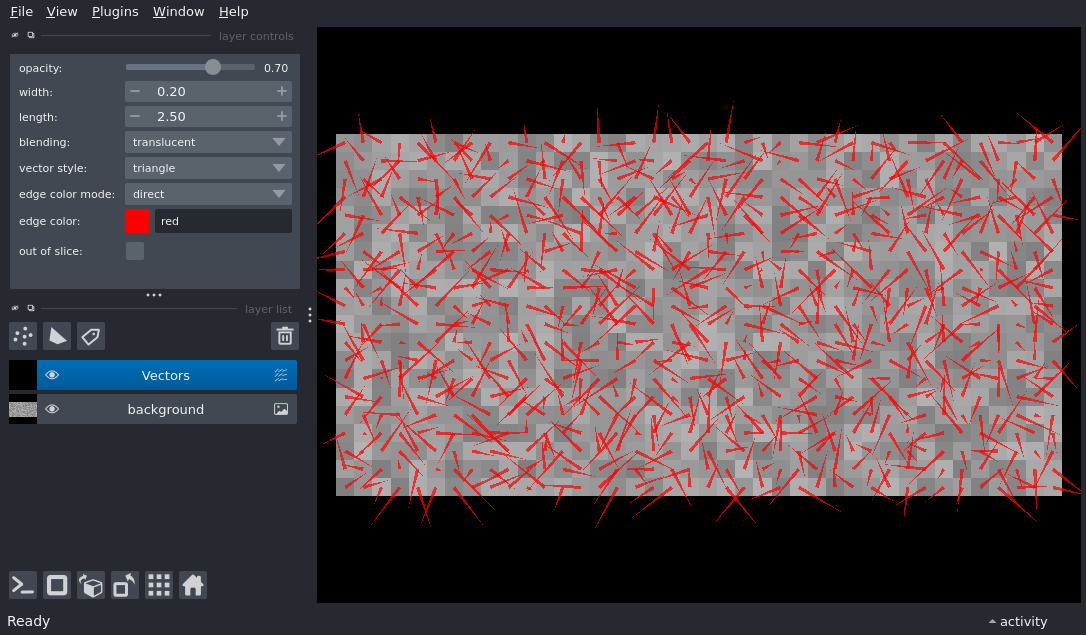 File View Plugins Window Help
layer controls
opacity: 0.70
width: − 0.20 +
length: − 2.50 +
blending: translucent
vector style: triangle
edge color mode: direct
edge color: red
out of slice:
layer list
Vectors
background
Ready
activity